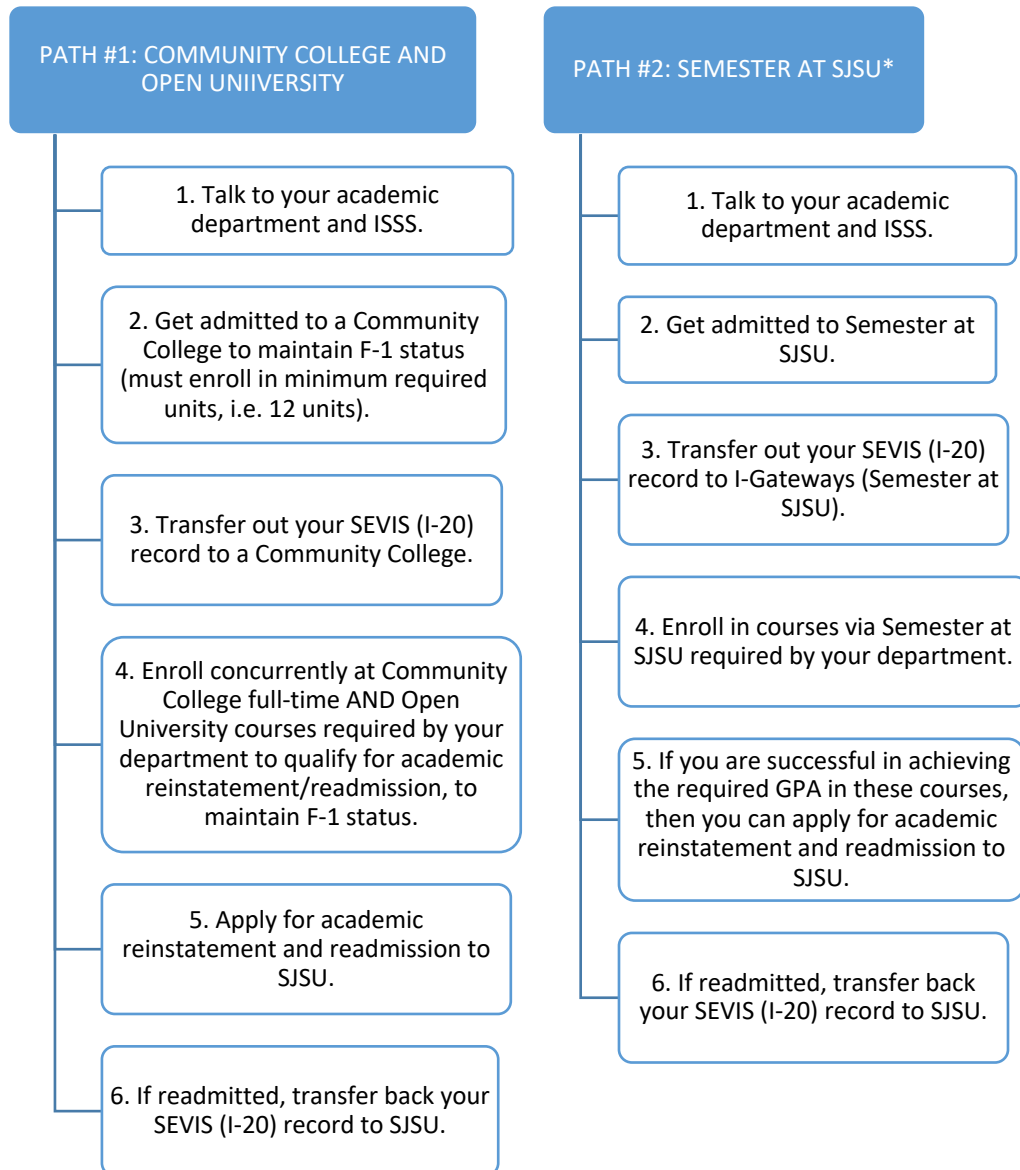 PATH #1: COMMUNITY COLLEGE AND
OPEN UNIIVERSITY
1. Talk to your academic
department and ISSS.
2. Get admitted to a Community
College to maintain F-1 status
(must enroll in minimum required
units, i.e. 12 units).
3. Transfer out your SEVIS (I-20)
record to a Community College.
4. Enroll concurrently at Community
College full-time AND Open
University courses required by your
department to qualify for academic
reinstatement/readmission, to
maintain F-1 status.
5. Apply for academic
reinstatement and readmission to
SJSU.
6. If readmitted, transfer back your
SEVIS (I-20) record to SJSU.
PATH #2: SEMESTER AT SJSU*
1. Talk to your academic
department and ISSS.
2. Get admitted to Semester at
SJSU.
3. Transfer out your SEVIS (I-20)
record to I-Gateways (Semester at
SJSU).
4. Enroll in courses via Semester at
SJSU required by your department.
5. If you are successful in achieving
the required GPA in these courses,
then you can apply for academic
reinstatement and readmission to
SJSU.
6. If readmitted, transfer back
your SEVIS (I-20) record to SJSU.